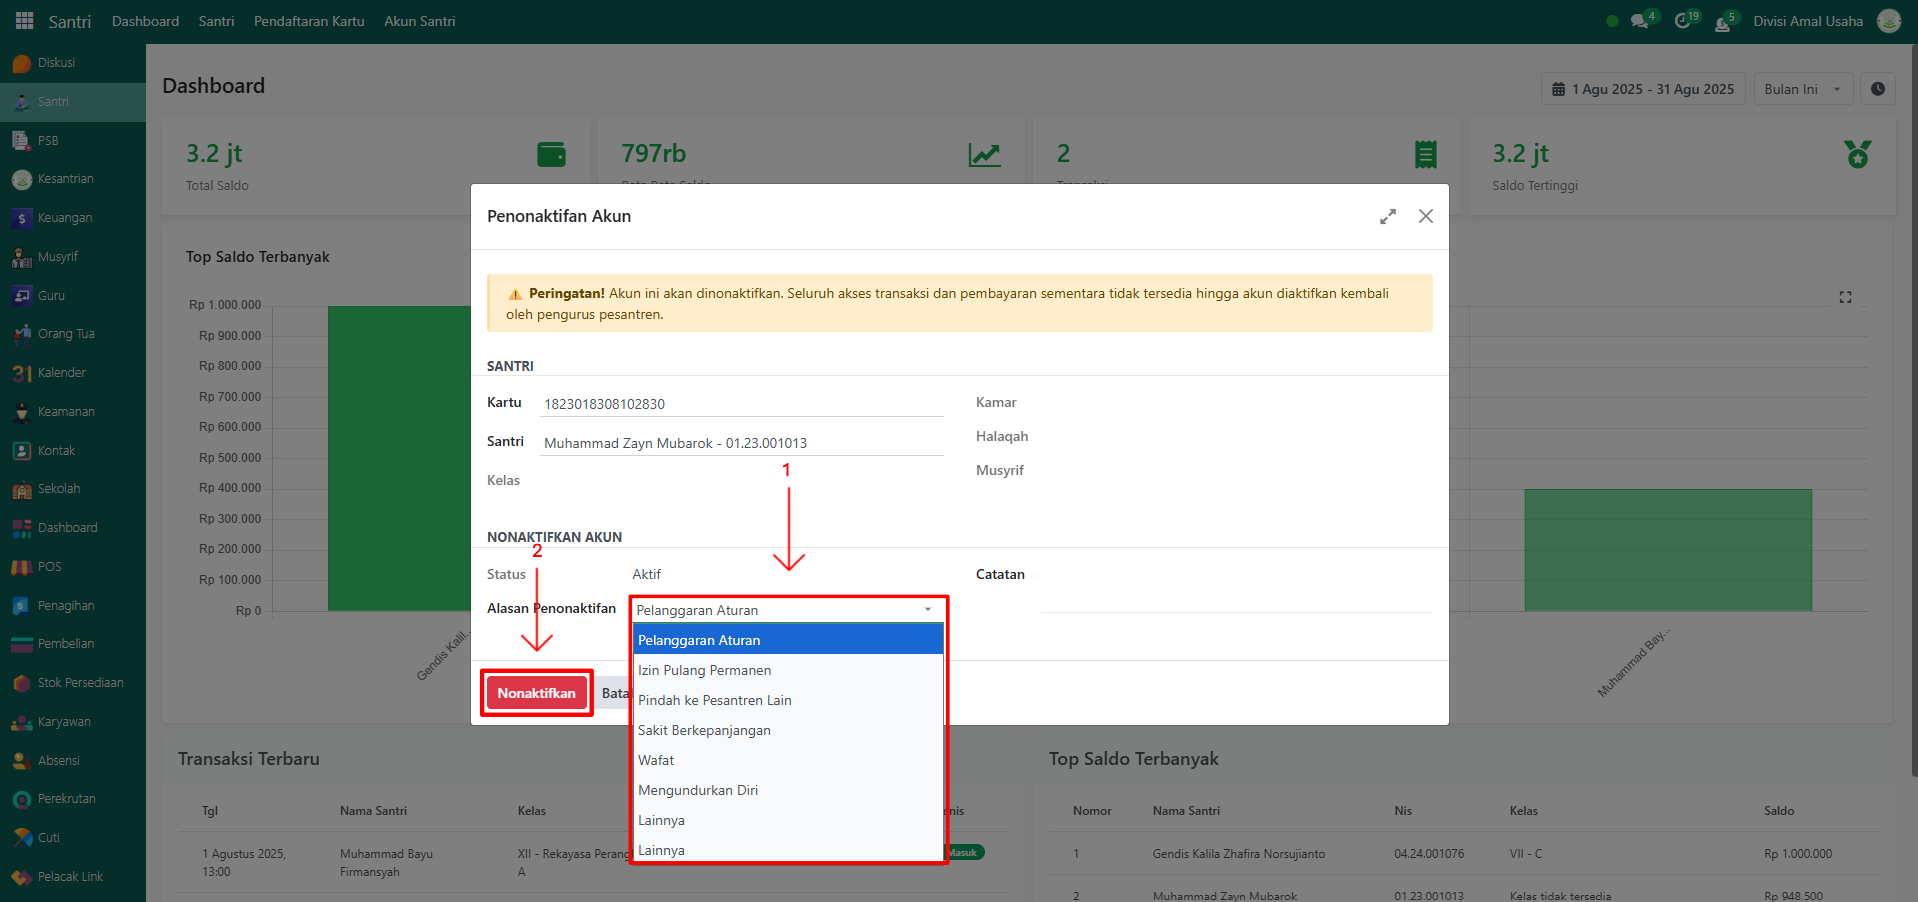 Santri
Dashboard
Santri
Pendaftaran Kartu
Akun Santri
4
19
5
Divisi Amal Usaha
Diskusi
Santri
PSB
Kesantrian
Keuangan
Musyrif
Guru
Orang Tua
31
Kalender
Keamanan
Kontak
Sekolah
Dashboard
POS
Penagihan
Pembelian
Stok Persediaan
Karyawan
Absensi
Perekrutan
Cuti
Pelacak Link
Dashboard
1 Agu 2025 - 31 Agu 2025
Bulan Ini
3.2 jt
Total Saldo
797rb
2
3.2 jt
Saldo Tertinggi
Top Saldo Terbanyak
Rp 1.000.000
Rp 900.000
Rp 800.000
Rp 700.000
Rp 600.000
Rp 500.000
Rp 400.000
Rp 300.000
Rp 200.000
Rp 100.000
Rp 0
Gendis Kalil...
Muhammad Bay...
Penonaktifan Akun
Peringatan! Akun ini akan dinonaktifkan. Seluruh akses transaksi dan pembayaran sementara tidak tersedia hingga akun diaktifkan kembali
oleh pengurus pesantren.
SANTRI
Kartu
1823018308102830
Santri
Muhammad Zayn Mubarok - 01.23.001013
Kelas
Kamar
Halaqah
Musyrif
1
NONAKTIFKAN AKUN
2
Status
Aktif
Catatan
Alasan Penonaktifan
Pelanggaran Aturan
Pelanggaran Aturan
Izin Pulang Permanen
Pindah ke Pesantren Lain
Sakit Berkepanjangan
Wafat
Mengundurkan Diri
Lainnya
Lainnya
Nonaktifkan
Bata
Transaksi Terbaru
Tgl
Nama Santri
Kelas
nis
1 Agustus 2025,
13:00
Muhammad Bayu
Firmansyah
XII - Rekayasa Perang
A
Masuk
Top Saldo Terbanyak
Nomor
Nama Santri
Nis
Kelas
Saldo
1
Gendis Kalila Zhafira Norsujianto
04.24.001076
VII - C
Rp 1.000.000
2
Muhammad Zayn Mubarok
01.23.001013
Kelas tidak tersedia
Rp 948.500